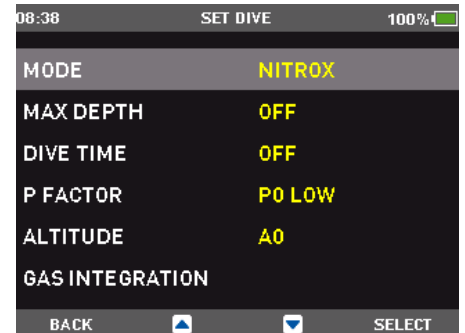 08:38 SET DIVE 100%
MODE NITROX
MAX DEPTH OFF
DIVE TIME OFF
P FACTOR P0 LOW
ALTITUDE A0
GAS INTEGRATION
BACK SELECT